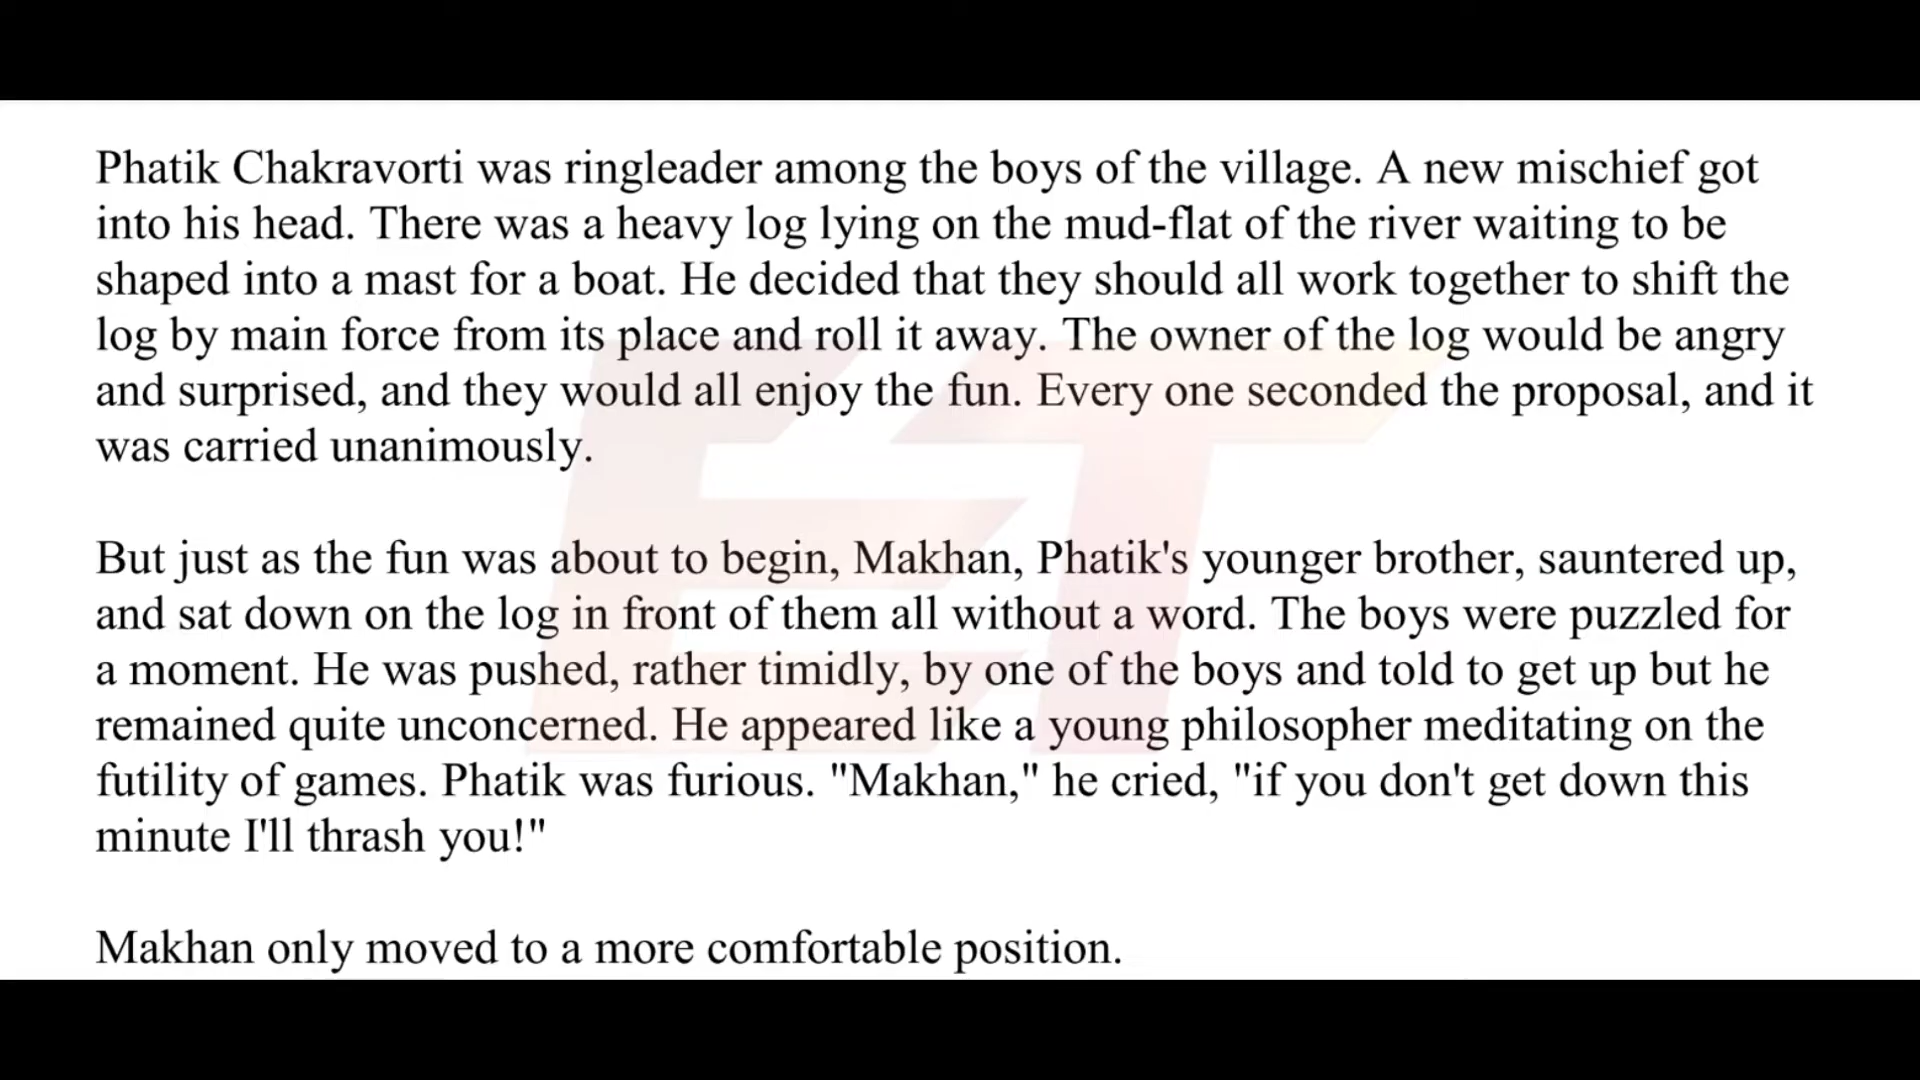 Phatik Chakravorti was ringleader among the boys of the village. A new mischief got
into his head. There was a heavy log lying on the mud-flat of the river waiting to be
shaped into a mast for a boat. He decided that they should all work together to shift the
log by main force from its place and roll it away. The owner of the log would be angry
and surprised, and they would all enjoy the fun. Every one seconded the proposal, and it
was carried unanimously.
But just as the fun was about to begin, Makhan, Phatik's younger brother, sauntered up,
and sat down on the log in front of them all without a word. The boys were puzzled for
a moment. He was pushed, rather timidly, by one of the boys and told to get up but he
remained quite unconcerned. He appeared like a young philosopher meditating on the
futility of games. Phatik was furious. "Makhan," he cried, "if you don't get down this
minute I'll thrash you!"
Makhan only moved to a more comfortable position.